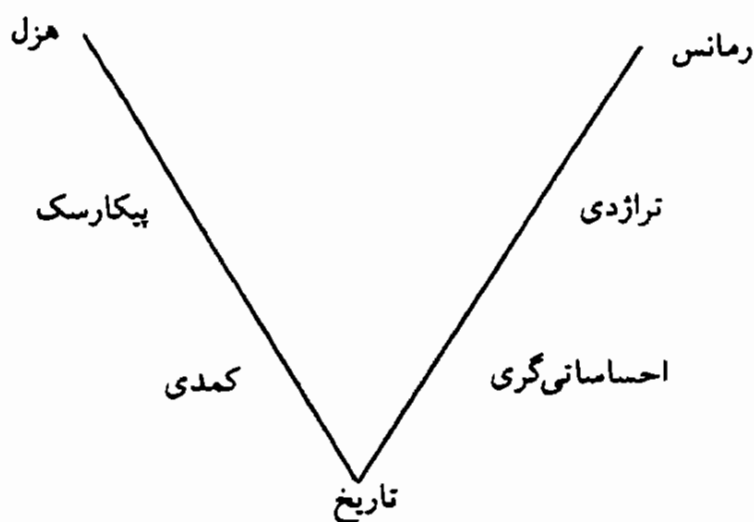 رمانس
هزل
تراژدی
پیکارسک
احساساتی‌گری
کمدی
تاریخ